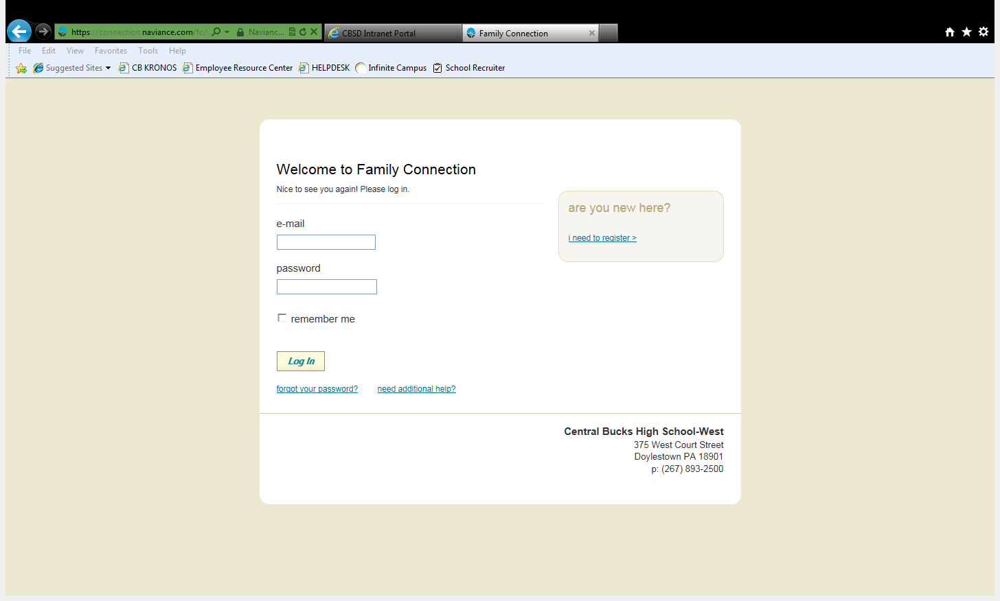 https://connection.naviance.com/fc/ Navianc... CBSD Intranet Portal Family Connection
File Edit View Favorites Tools Help
Suggested Sites CB KRONOS Employee Resource Center HELPDESK Infinite Campus School Recruiter
Welcome to Family Connection
Nice to see you again! Please log in.
are you new here?
i need to register >
e-mail
password
remember me
Log In
forgot your password? need additional help?
Central Bucks High School-West
375 West Court Street
Doylestown PA 18901
p: (267) 893-2500